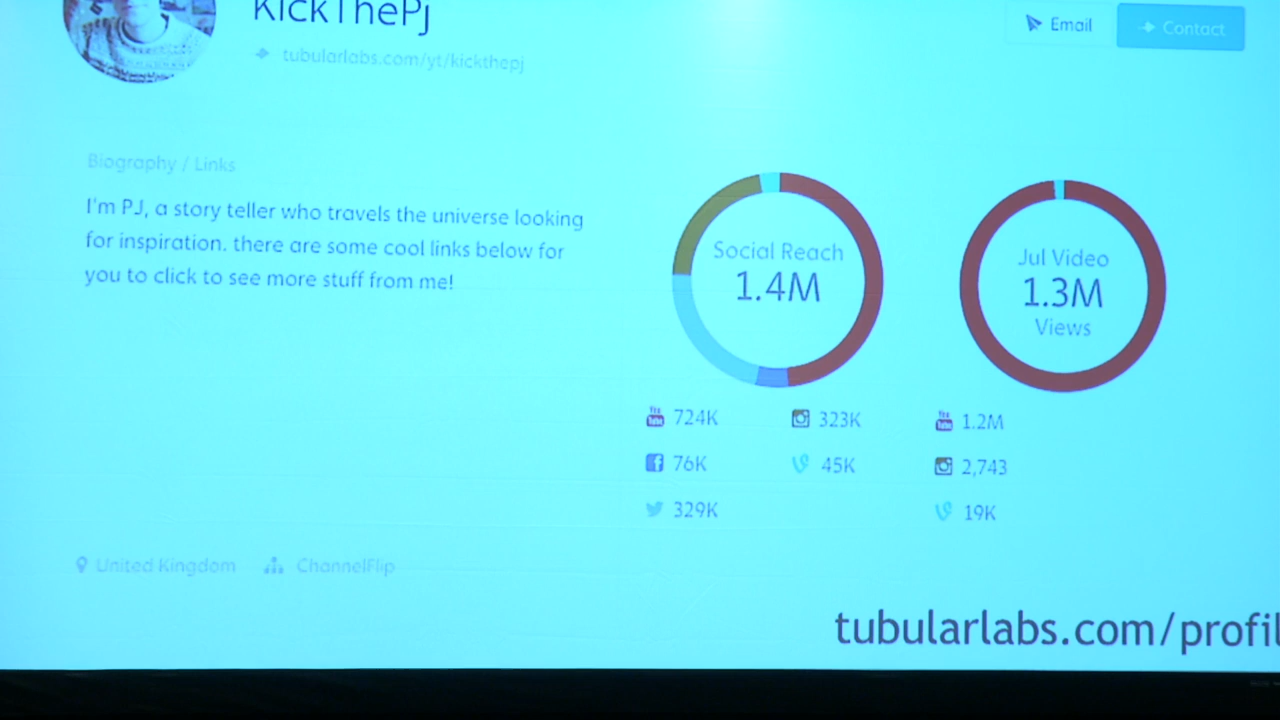 KickThePj
tubularlabs.com/yt/kickthepj
Email
Contact
Biography / Links
I'm PJ, a story teller who travels the universe looking
for inspiration. there are some cool links below for
you to click to see more stuff from me!
Social Reach
1.4M
Jul Video
1.3M
Views
724K
323K
1.2M
76K
45K
2,743
329K
19K
United Kingdom
ChannelFlip
tubularlabs.com/profil